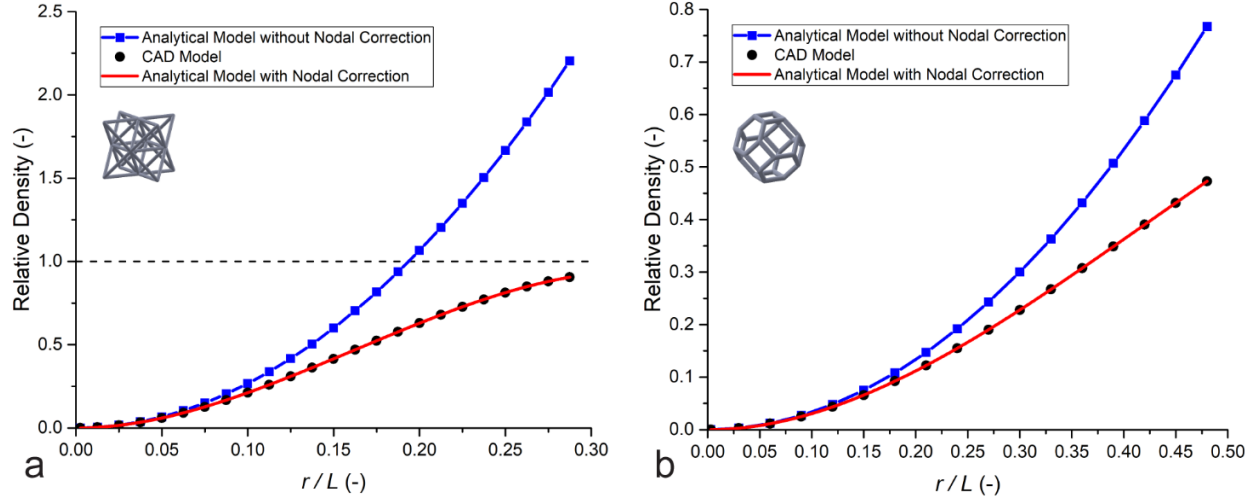 Analytical Model without Nodal Correction
CAD Model
Analytical Model with Nodal Correction
Relative Density (-)
2.5
2.0
1.5
1.0
0.5
0.0
0.00 0.05 0.10 0.15 0.20 0.25 0.30
r / L (-)
a
Analytical Model without Nodal Correction
CAD Model
Analytical Model with Nodal Correction
Relative Density (-)
0.8
0.7
0.6
0.5
0.4
0.3
0.2
0.1
0.0
0.00 0.05 0.10 0.15 0.20 0.25 0.30 0.35 0.40 0.45 0.50
r / L (-)
b